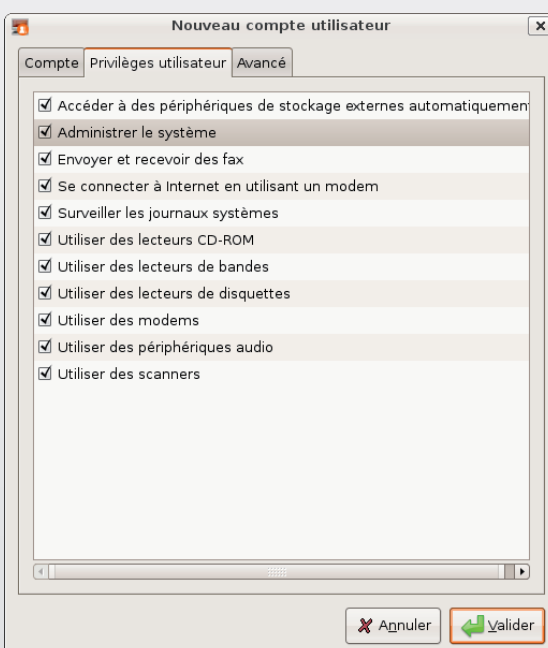 Nouveau compte utilisateur
Compte Privilèges utilisateur Avancé
Accéder à des périphériques de stockage externes automatiquemen
Administrer le système
Envoyer et recevoir des fax
Se connecter à Internet en utilisant un modem
Surveiller les journaux systèmes
Utiliser des lecteurs CD-ROM
Utiliser des lecteurs de bandes
Utiliser des lecteurs de disquettes
Utiliser des modems
Utiliser des périphériques audio
Utiliser des scanners
Annuler Valider